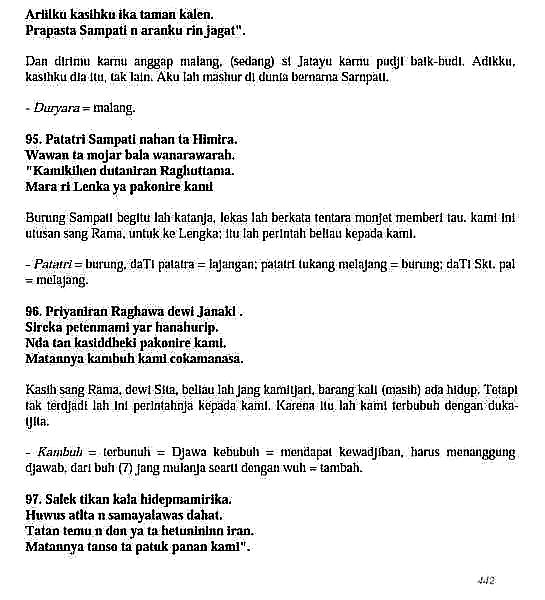 Ariiiku kasihku ika taman kalen.
Prapasta Sampati n aranku rin jagat".
Dan dirimu kamu anggap malang, (sedang) si Jatayu kamu pudji baik-budi. Adikku,
kasihku dia itu, tak lain. Aku lah mashur di dunia bernama Sampati.
- Duryara = malang.
95. Patatri Sampati nahan ta Himira.
Wawan ta mojar bala wanarawarah.
"Kamikihen dutaniran Raghuttama.
Mara ri Lenka ya pakonire kami
Burung Sampati begitu lah katanja, lekas lah berkata tentara monjet memberi tau. kami ini
utusan sang Rama, untuk ke Lengka; itu lah perintah beliau kepada kami.
- Patatri = burung, daTi patatra = lajangan; patatri tukang melajang = burung; daTi Skt. pal
= melajang.
96. Priyaniran Raghawa dewi Janaki .
Sireka petenmami yar hanahurip.
Nda tan kasiddheki pakonire kami.
Matannya kambuh kami cokamanasa.
Kasih sang Rama, dewi Sita, beliau lah jang kamitjari, barang kali (masih) ada hidup. Tetapi
tak terdjadi lah ini perintahnja kepada kami. Karena itu lah kami terbubuh dengan duka-
tjita.
- Kambuh = terbunuh = Djawa kebubuh = mendapat kewadjiban, harus menanggung
djawab, dari buh (7) jang mulanja searti dengan wuh = tambah.
97. Salek tikan kala hidepmamirika.
Huwus atita n samayalawas dahat.
Tatan temu n don ya ta hetunininn iran.
Matannya tanso ta patuk panan kami".
442